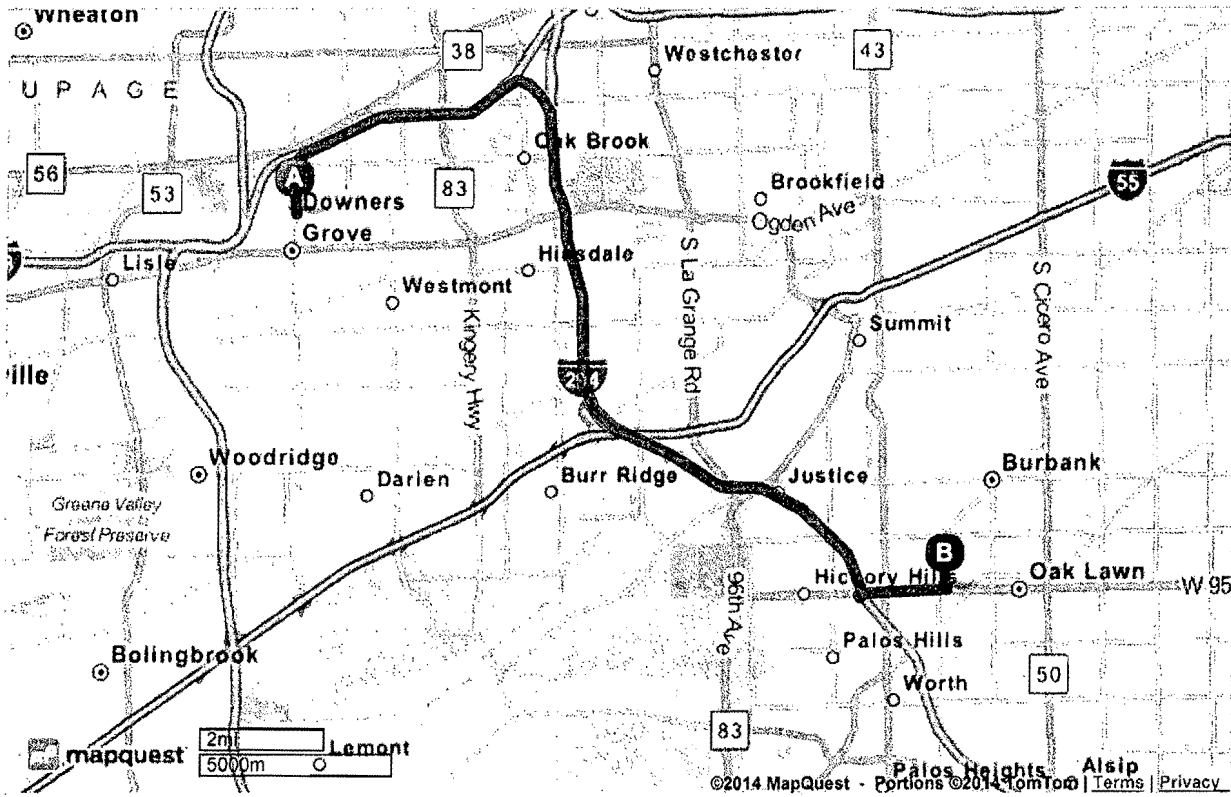 Wheaton
38
Westchester
43
U P A G E
56
53
A
Oak Brook
83
55
Downers
Grove
Brookfield
Ogden Ave
Lisle
Hinsdale
Westmont
Kingery Hwy
S La Grange Rd
S Cicero Ave
Summit
ille
294
Woodridge
Darien
Burr Ridge
Justice
Burbank
Greene Valley
Forest Preserve
B
Hickory Hills
Oak Lawn
W 95
96th Ave
Bolingbrook
Palos Hills
50
Worth
83
mapquest
2mi
5000m
Lemont
Palos Heights
Alsip
©2014 MapQuest - Portions ©2014 TomTom | Terms | Privacy